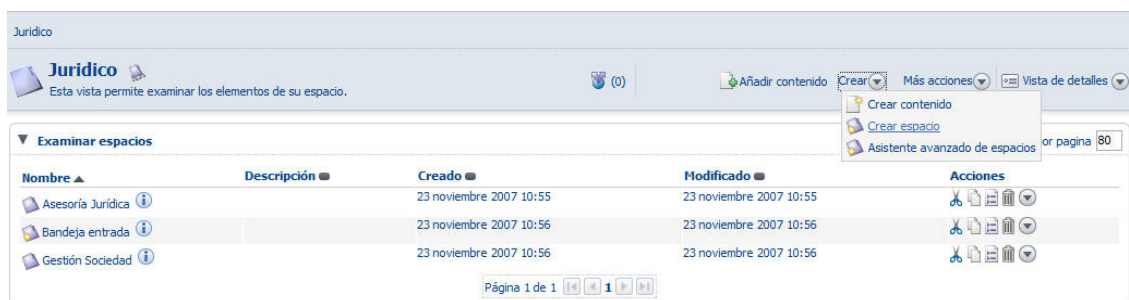 Juridico
Juridico
Esta vista permite examinar los elementos de su espacio.
(0)
Añadir contenido Crear Más acciones Vista de detalles
Crear contenido
Crear espacio
Asistente avanzado de espacios
Examinar espacios or pagina 80
Nombre Descripción Creado Modificado Acciones
Asesoría Jurídica 23 noviembre 2007 10:55 23 noviembre 2007 10:55
Bandeja entrada 23 noviembre 2007 10:56 23 noviembre 2007 10:56
Gestión Sociedad 23 noviembre 2007 10:56 23 noviembre 2007 10:56
Página 1 de 1 1